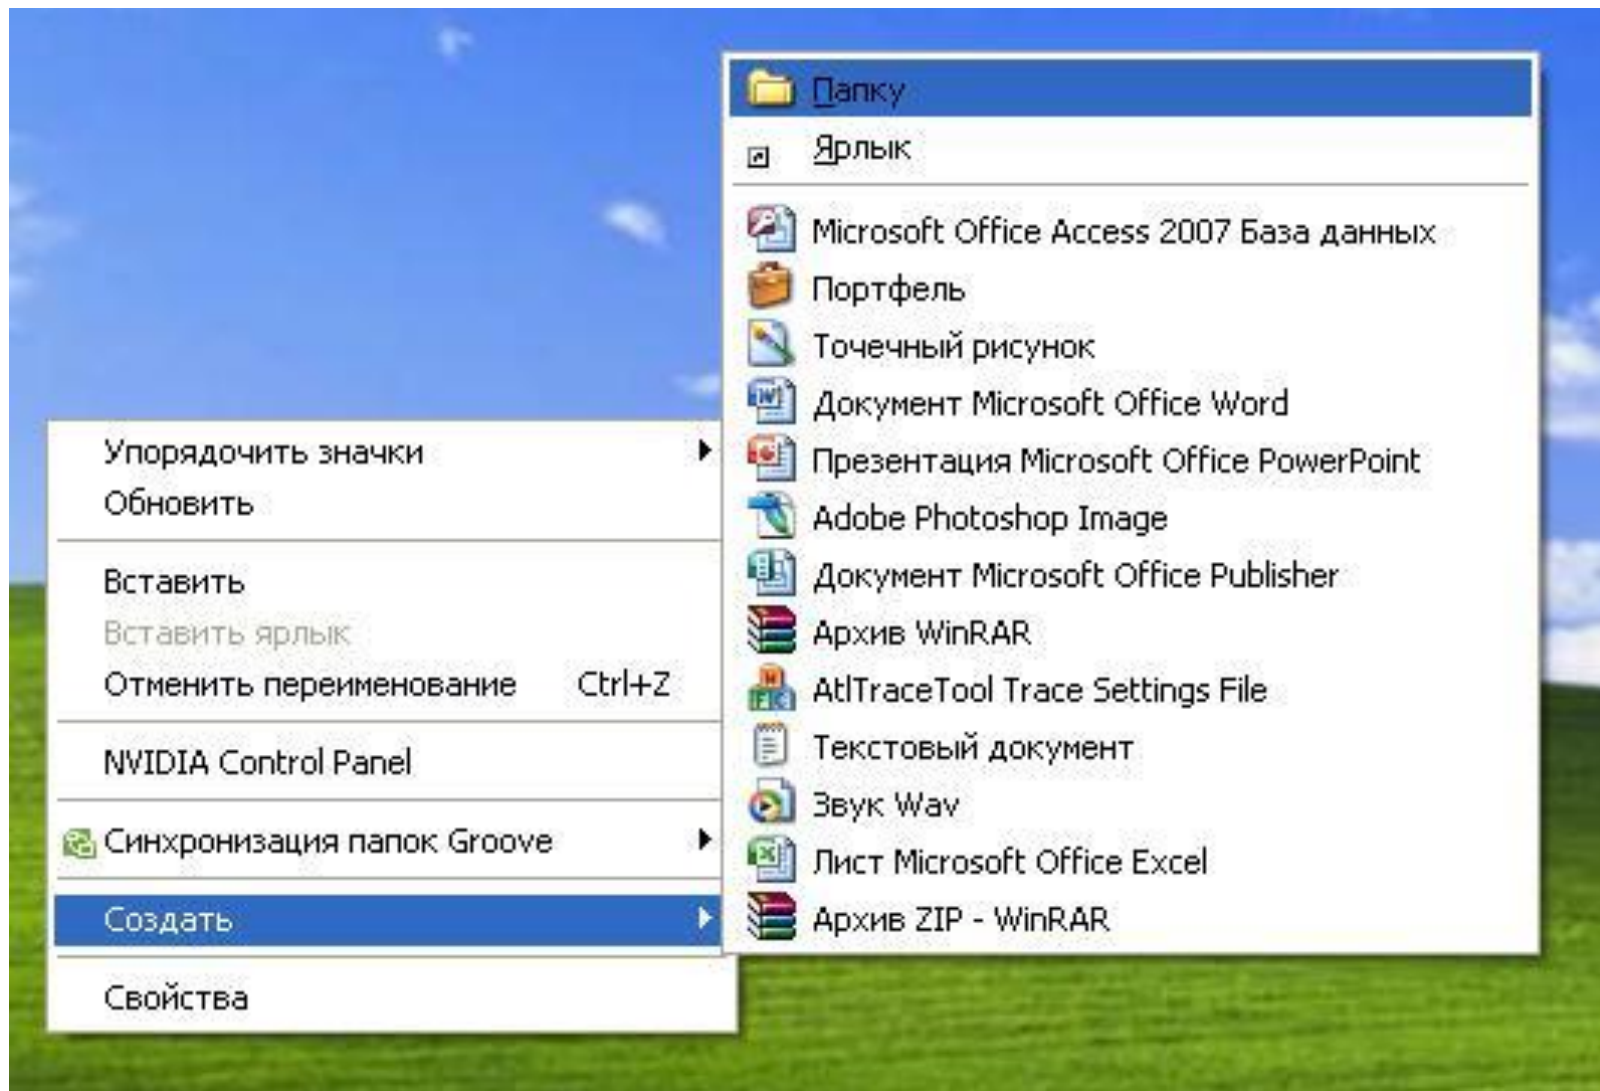 Упорядочить значки
Обновить
Вставить
Вставить ярлык
Отменить переименование Ctrl+Z
NVIDIA Control Panel
Синхронизация папок Groove
Создать
Свойства
Папку
Ярлык
Microsoft Office Access 2007 База данных
Портфель
Точечный рисунок
Документ Microsoft Office Word
Презентация Microsoft Office PowerPoint
Adobe Photoshop Image
Документ Microsoft Office Publisher
Архив WinRAR
AtlTraceTool Trace Settings File
Текстовый документ
Звук Wav
Лист Microsoft Office Excel
Архив ZIP - WinRAR